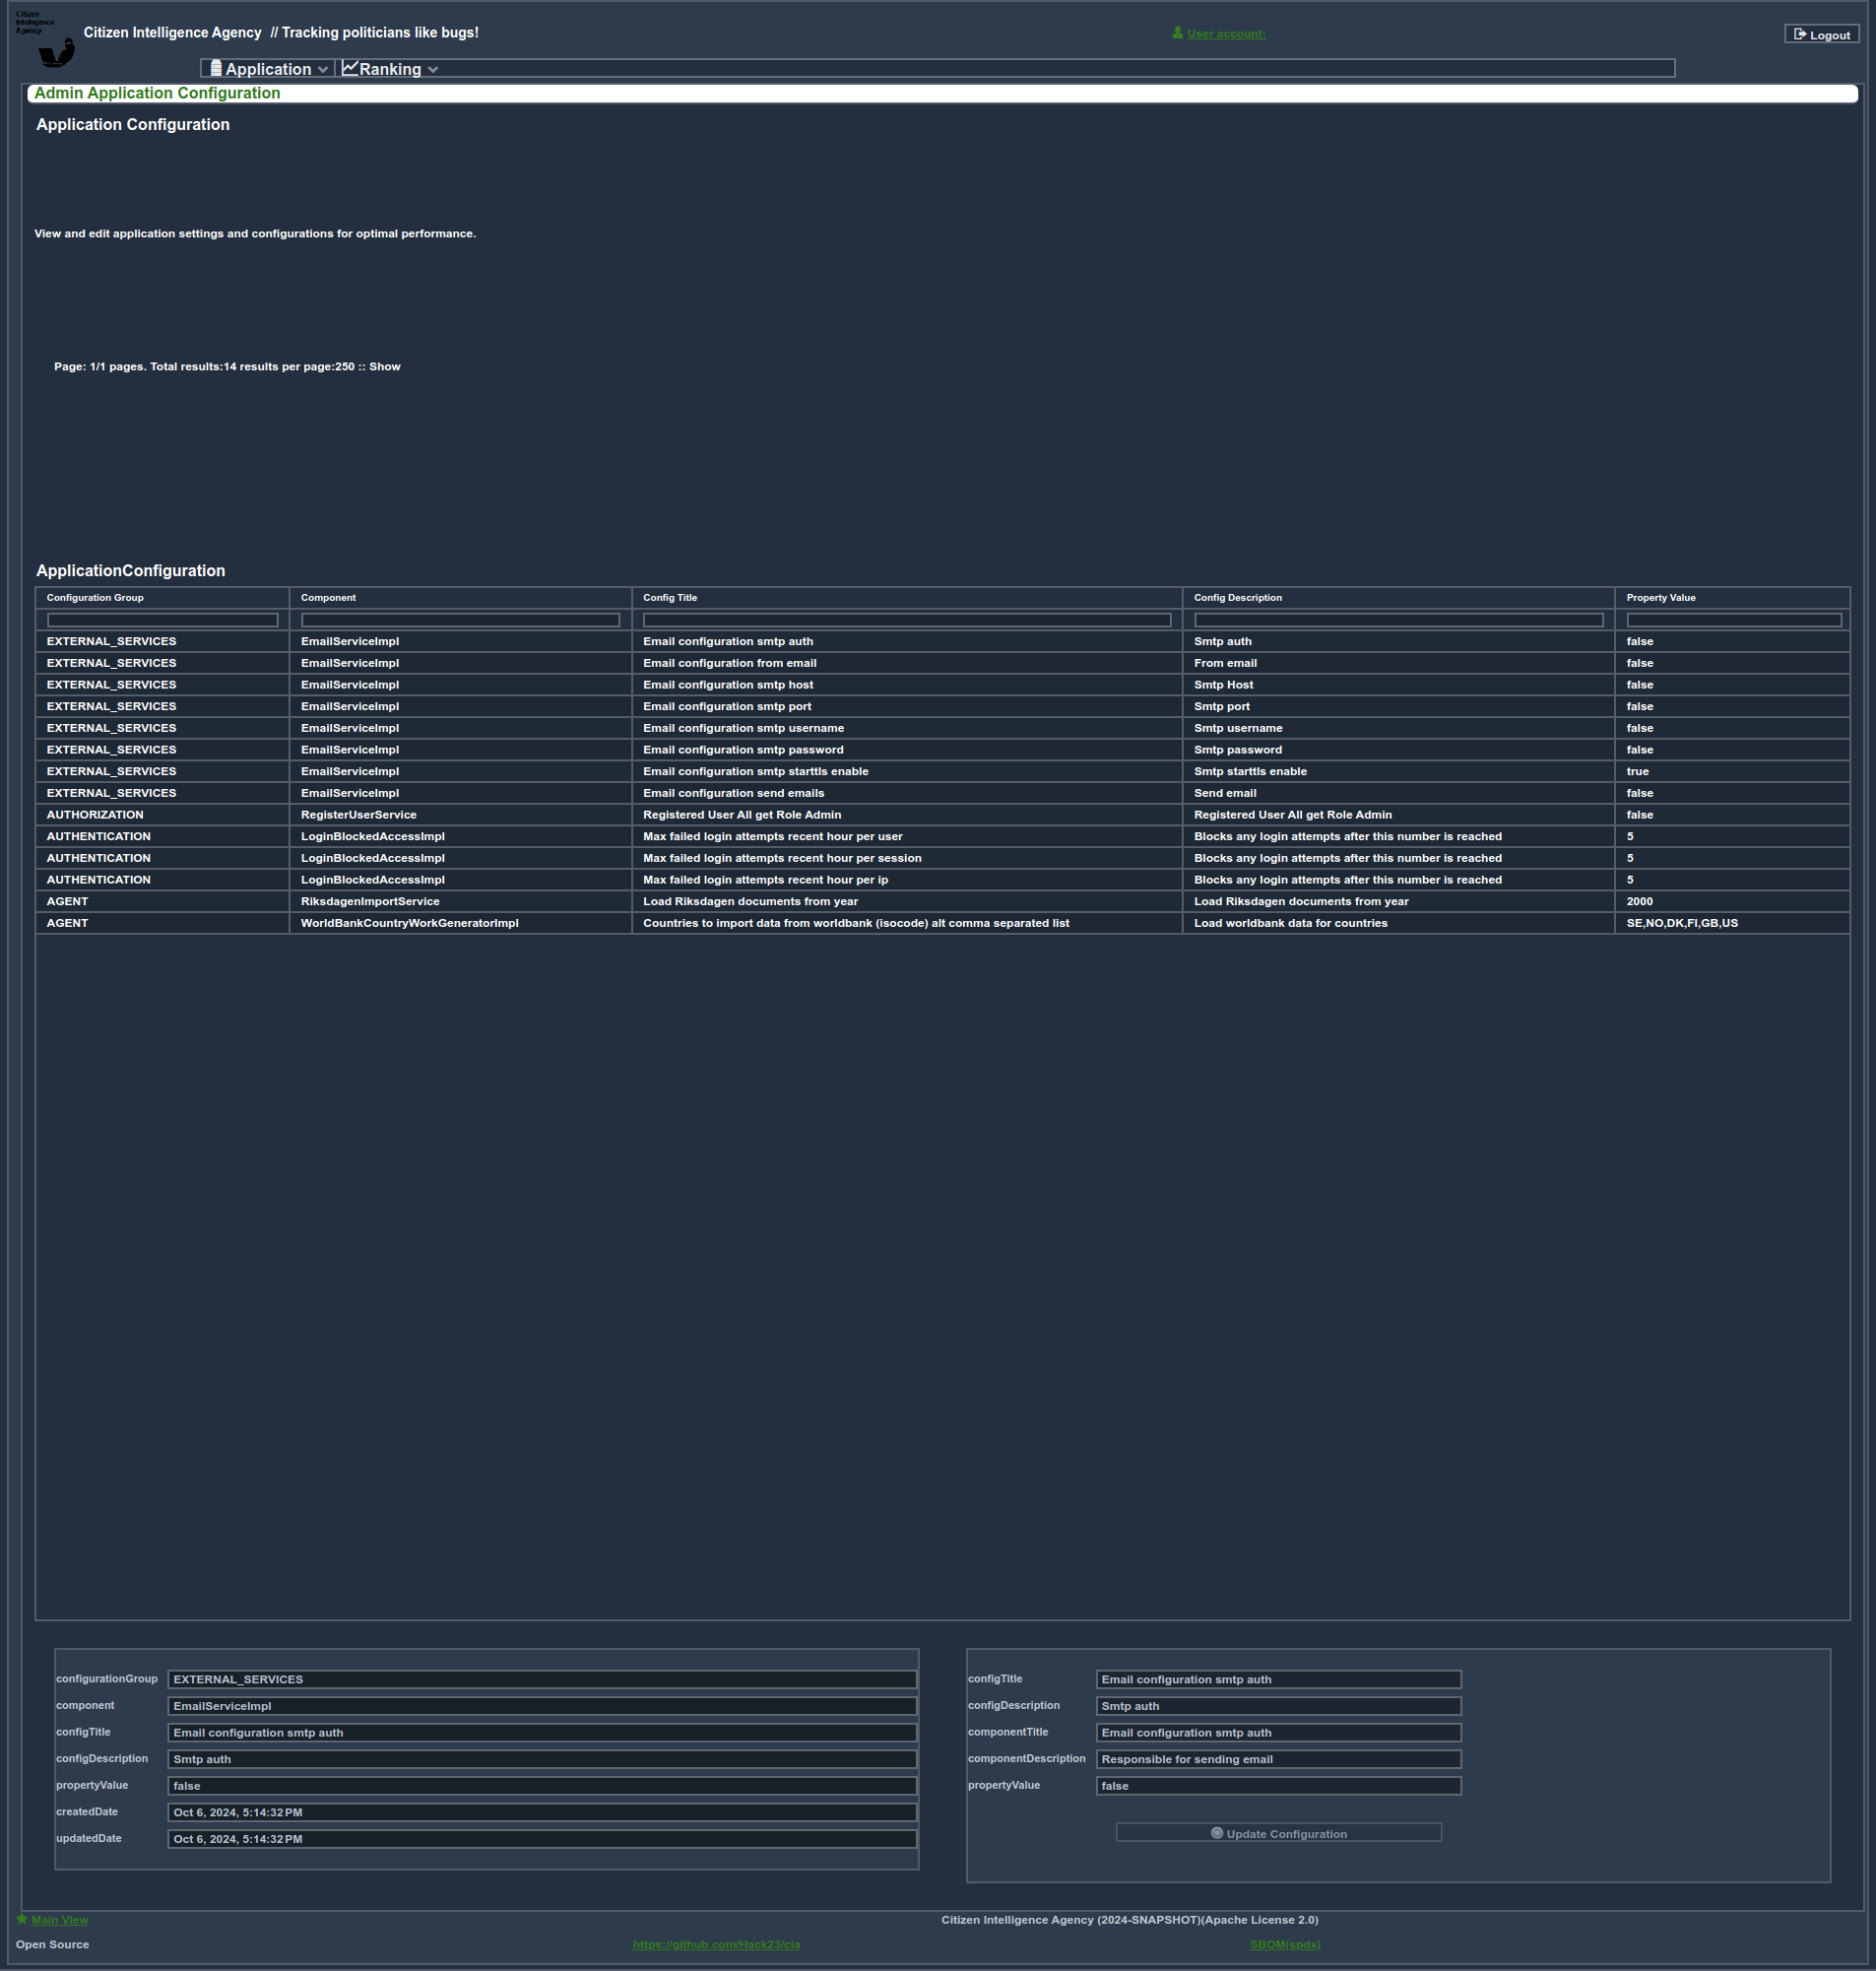 Citizen
Intelligence
Agency
Citizen Intelligence Agency // Tracking politicians like bugs!
User account:
Logout
Application Ranking
Admin Application Configuration
Application Configuration
View and edit application settings and configurations for optimal performance.
Page: 1/1 pages. Total results:14 results per page:250 :: Show
ApplicationConfiguration
Configuration Group Component Config Title Config Description Property Value
EXTERNAL_SERVICES EmailServiceImpl Email configuration smtp auth Smtp auth false
EXTERNAL_SERVICES EmailServiceImpl Email configuration from email From email false
EXTERNAL_SERVICES EmailServiceImpl Email configuration smtp host Smtp Host false
EXTERNAL_SERVICES EmailServiceImpl Email configuration smtp port Smtp port false
EXTERNAL_SERVICES EmailServiceImpl Email configuration smtp username Smtp username false
EXTERNAL_SERVICES EmailServiceImpl Email configuration smtp password Smtp password false
EXTERNAL_SERVICES EmailServiceImpl Email configuration smtp starttls enable Smtp starttls enable true
EXTERNAL_SERVICES EmailServiceImpl Email configuration send emails Send email false
AUTHORIZATION RegisterUserService Registered User All get Role Admin Registered User All get Role Admin false
AUTHENTICATION LoginBlockedAccessImpl Max failed login attempts recent hour per user Blocks any login attempts after this number is reached 5
AUTHENTICATION LoginBlockedAccessImpl Max failed login attempts recent hour per session Blocks any login attempts after this number is reached 5
AUTHENTICATION LoginBlockedAccessImpl Max failed login attempts recent hour per ip Blocks any login attempts after this number is reached 5
AGENT RiksdagenImportService Load Riksdagen documents from year Load Riksdagen documents from year 2000
AGENT WorldBankCountryWorkGeneratorImpl Countries to import data from worldbank (isocode) alt comma separated list Load worldbank data for countries SE,NO,DK,FI,GB,US
configurationGroup EXTERNAL_SERVICES
component EmailServiceImpl
configTitle Email configuration smtp auth
configDescription Smtp auth
propertyValue false
createdDate Oct 6, 2024, 5:14:32 PM
updatedDate Oct 6, 2024, 5:14:32 PM
configTitle Email configuration smtp auth
configDescription Smtp auth
componentTitle Email configuration smtp auth
componentDescription Responsible for sending email
propertyValue false
Update Configuration
Main View
Citizen Intelligence Agency (2024-SNAPSHOT)(Apache License 2.0)
Open Source
https://github.com/Hack23/cia
SBOM(spdx)